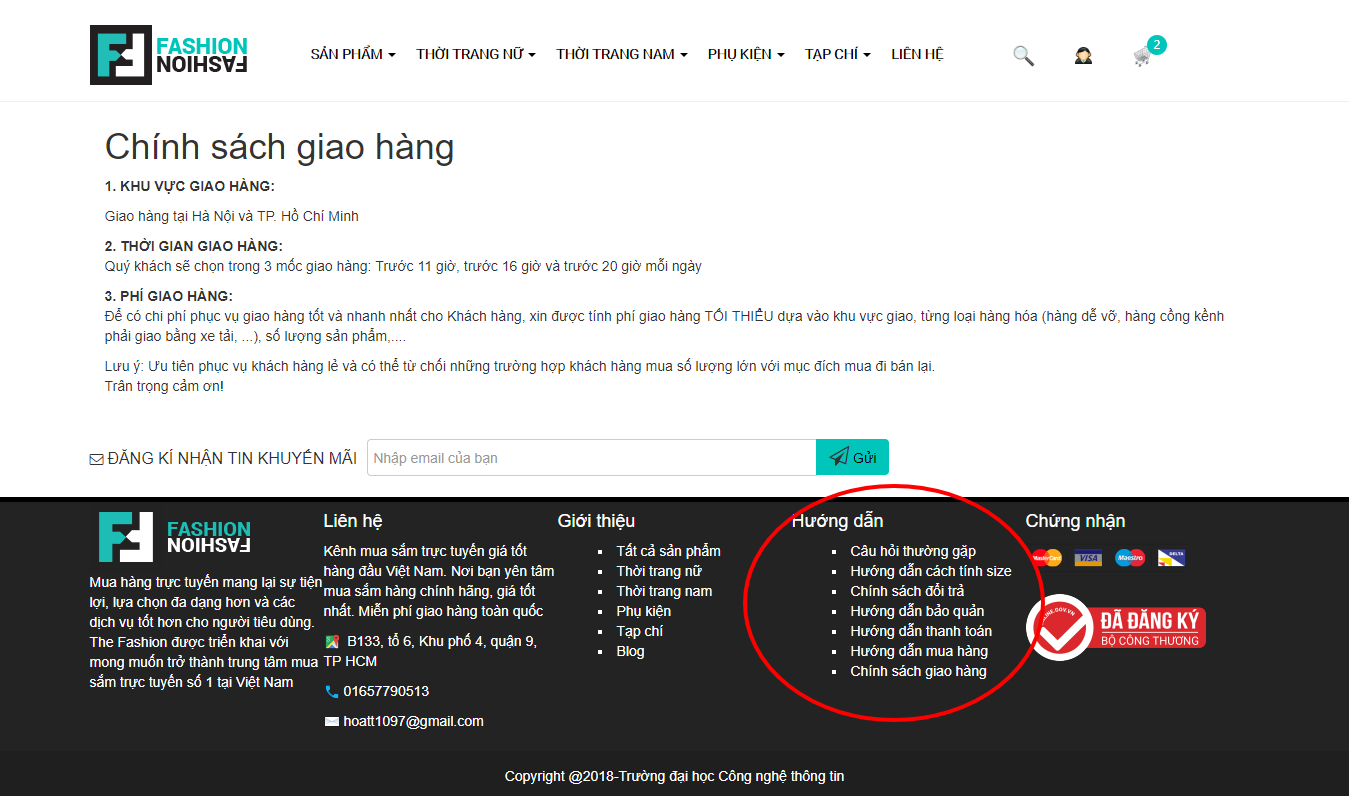 FASHION
FASHION
SẢN PHẨM
THỜI TRANG NỮ
THỜI TRANG NAM
PHỤ KIỆN
TẠP CHÍ
LIÊN HỆ
2
Chính sách giao hàng
1. KHU VỰC GIAO HÀNG:
Giao hàng tại Hà Nội và TP. Hồ Chí Minh
2. THỜI GIAN GIAO HÀNG:
Quý khách sẽ chọn trong 3 mốc giao hàng: Trước 11 giờ, trước 16 giờ và trước 20 giờ mỗi ngày
3. PHÍ GIAO HÀNG:
Để có chi phí phục vụ giao hàng tốt và nhanh nhất cho Khách hàng, xin được tính phí giao hàng TỐI THIỂU dựa vào khu vực giao, từng loại hàng hóa (hàng dễ vỡ, hàng cồng kềnh
phải giao bằng xe tải, ...), số lượng sản phẩm,....
Lưu ý: Ưu tiên phục vụ khách hàng lẻ và có thể từ chối những trường hợp khách hàng mua số lượng lớn với mục đích mua đi bán lại.
Trân trọng cảm ơn!
ĐĂNG KÍ NHẬN TIN KHUYẾN MÃI
Nhập email của bạn
Gửi
FASHION
FASHION
Mua hàng trực tuyến mang lại sự tiện
lợi, lựa chọn đa dạng hơn và các
dịch vụ tốt hơn cho người tiêu dùng.
The Fashion được triển khai với
mong muốn trở thành trung tâm mua
sắm trực tuyến số 1 tại Việt Nam
Liên hệ
Kênh mua sắm trực tuyến giá tốt
hàng đầu Việt Nam. Nơi bạn yên tâm
mua sắm hàng chính hãng, giá tốt
nhất. Miễn phí giao hàng toàn quốc
B133, tổ 6, Khu phố 4, quận 9,
TP HCM
01657790513
hoatt1097@gmail.com
Giới thiệu
Tất cả sản phẩm
Thời trang nữ
Thời trang nam
Phụ kiện
Tạp chí
Blog
Hướng dẫn
Câu hỏi thường gặp
Hướng dẫn cách tính size
Chính sách đổi trả
Hướng dẫn bảo quản
Hướng dẫn thanh toán
Hướng dẫn mua hàng
Chính sách giao hàng
Chứng nhận
MasterCard
VISA
Maestro
DELTA
ĐÃ ĐĂNG KÝ
BỘ CÔNG THƯƠNG
Copyright @2018-Trường đại học Công nghệ thông tin